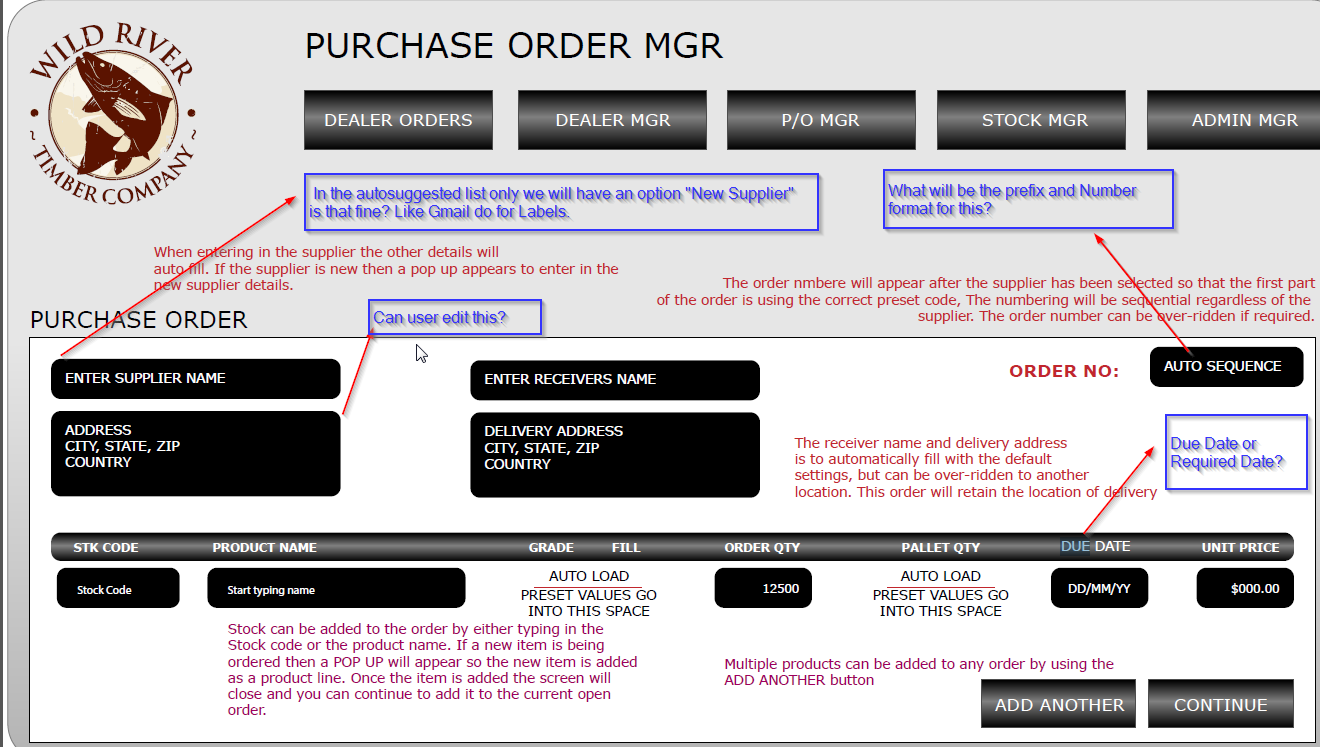 WILD RIVER
TIMBER COMPANY
PURCHASE ORDER MGR
DEALER ORDERS
DEALER MGR
P/O MGR
STOCK MGR
ADMIN MGR
In the autosuggested list only we will have an option "New Supplier"
is that fine? Like Gmail do for Labels.
What will be the prefix and Number
format for this?
When entering in the supplier the other details will
auto fill. If the supplier is new then a pop up appears to enter in the
new supplier details.
The order nmbere will appear after the supplier has been selected so that the first part
of the order is using the correct preset code, The numbering will be sequential regardless of the
supplier. The order number can be over-ridden if required.
PURCHASE ORDER
Can user edit this?
ENTER SUPPLIER NAME
ENTER RECEIVERS NAME
ORDER NO:
AUTO SEQUENCE
ADDRESS
CITY, STATE, ZIP
COUNTRY
DELIVERY ADDRESS
CITY, STATE, ZIP
COUNTRY
The receiver name and delivery address
is to automatically fill with the default
settings, but can be over-ridden to another
location. This order will retain the location of delivery
Due Date or
Required Date?
STK CODE
PRODUCT NAME
GRADE
FILL
ORDER QTY
PALLET QTY
DUE DATE
UNIT PRICE
Stock Code
Start typing name
AUTO LOAD
PRESET VALUES GO
INTO THIS SPACE
12500
AUTO LOAD
PRESET VALUES GO
INTO THIS SPACE
DD/MM/YY
$000.00
Stock can be added to the order by either typing in the
Stock code or the product name. If a new item is being
ordered then a POP UP will appear so the new item is added
as a product line. Once the item is added the screen will
close and you can continue to add it to the current open
order.
Multiple products can be added to any order by using the
ADD ANOTHER button
ADD ANOTHER
CONTINUE